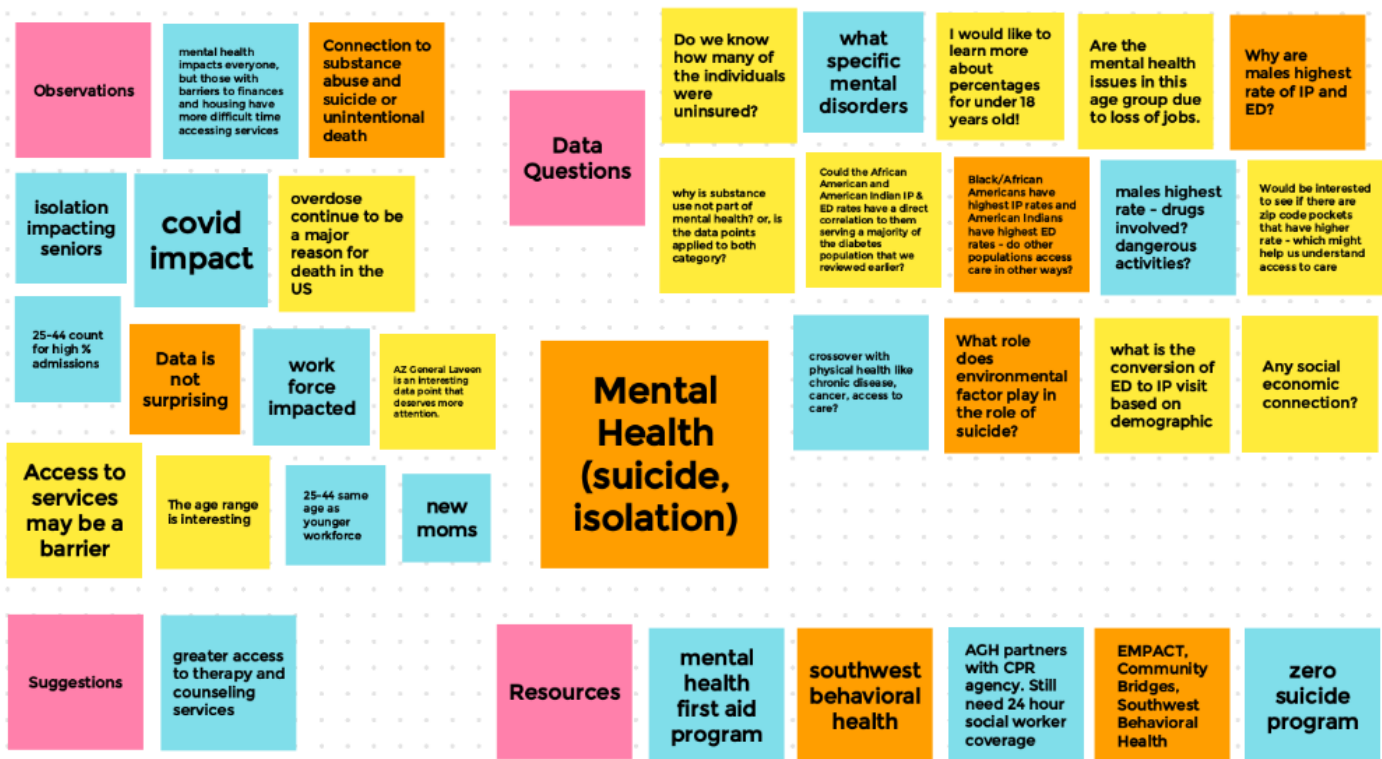 Observations
mental health
impacts everyone,
but those with
barriers to finances
and housing have
more difficult time
accessing services
Connection to
substance
abuse and
suicide or
unintentional
death
isolation
impacting
seniors
covid
impact
overdose
continue to be
a major
reason for
death in the
US
25-44 count
for high %
admissions
Data is
not
surprising
work
force
impacted
AZ General Laveen
is an interesting
data point that
deserves more
attention.
Access to
services
may be a
barrier
The age range
is interesting
25-44 same
age as
younger
workforce
new
moms
Data
Questions
Do we know
how many of
the individuals
were
uninsured?
what
specific
mental
disorders
I would like to
learn more
about
percentages
for under 18
years old!
Are the
mental health
issues in this
age group due
to loss of jobs.
Why are
males highest
rate of IP and
ED?
why is substance
use not part of
mental health? or, is
the data points
applied to both
category?
Could the African
American and
American Indian IP &
ED rates have a direct
correlation to them
serving a majority of
the diabetes
population that we
reviewed earlier?
Black/African
Americans have
highest IP rates and
American Indians
have highest ED
rates - do other
populations access
care in other ways?
males highest
rate - drugs
involved?
dangerous
activities?
Would be interested
to see if there are
zip code pockets
that have higher
rate - which might
help us understand
access to care
Mental
Health
(suicide,
isolation)
crossover with
physical health like
chronic disease,
cancer, access to
care?
What role
does
environmental
factor play in
the role of
suicide?
what is the
conversion of
ED to IP visit
based on
demographic
Any social
economic
connection?
Suggestions
greater access
to therapy and
counseling
services
Resources
mental
health
first aid
program
southwest
behavioral
health
AGH partners
with CPR
agency. Still
need 24 hour
social worker
coverage
EMPACT,
Community
Bridges,
Southwest
Behavioral
Health
zero
suicide
program